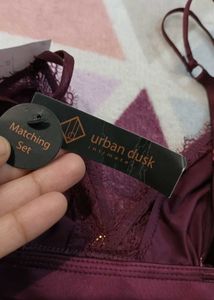 Matching
Set
urban dusk
intimates